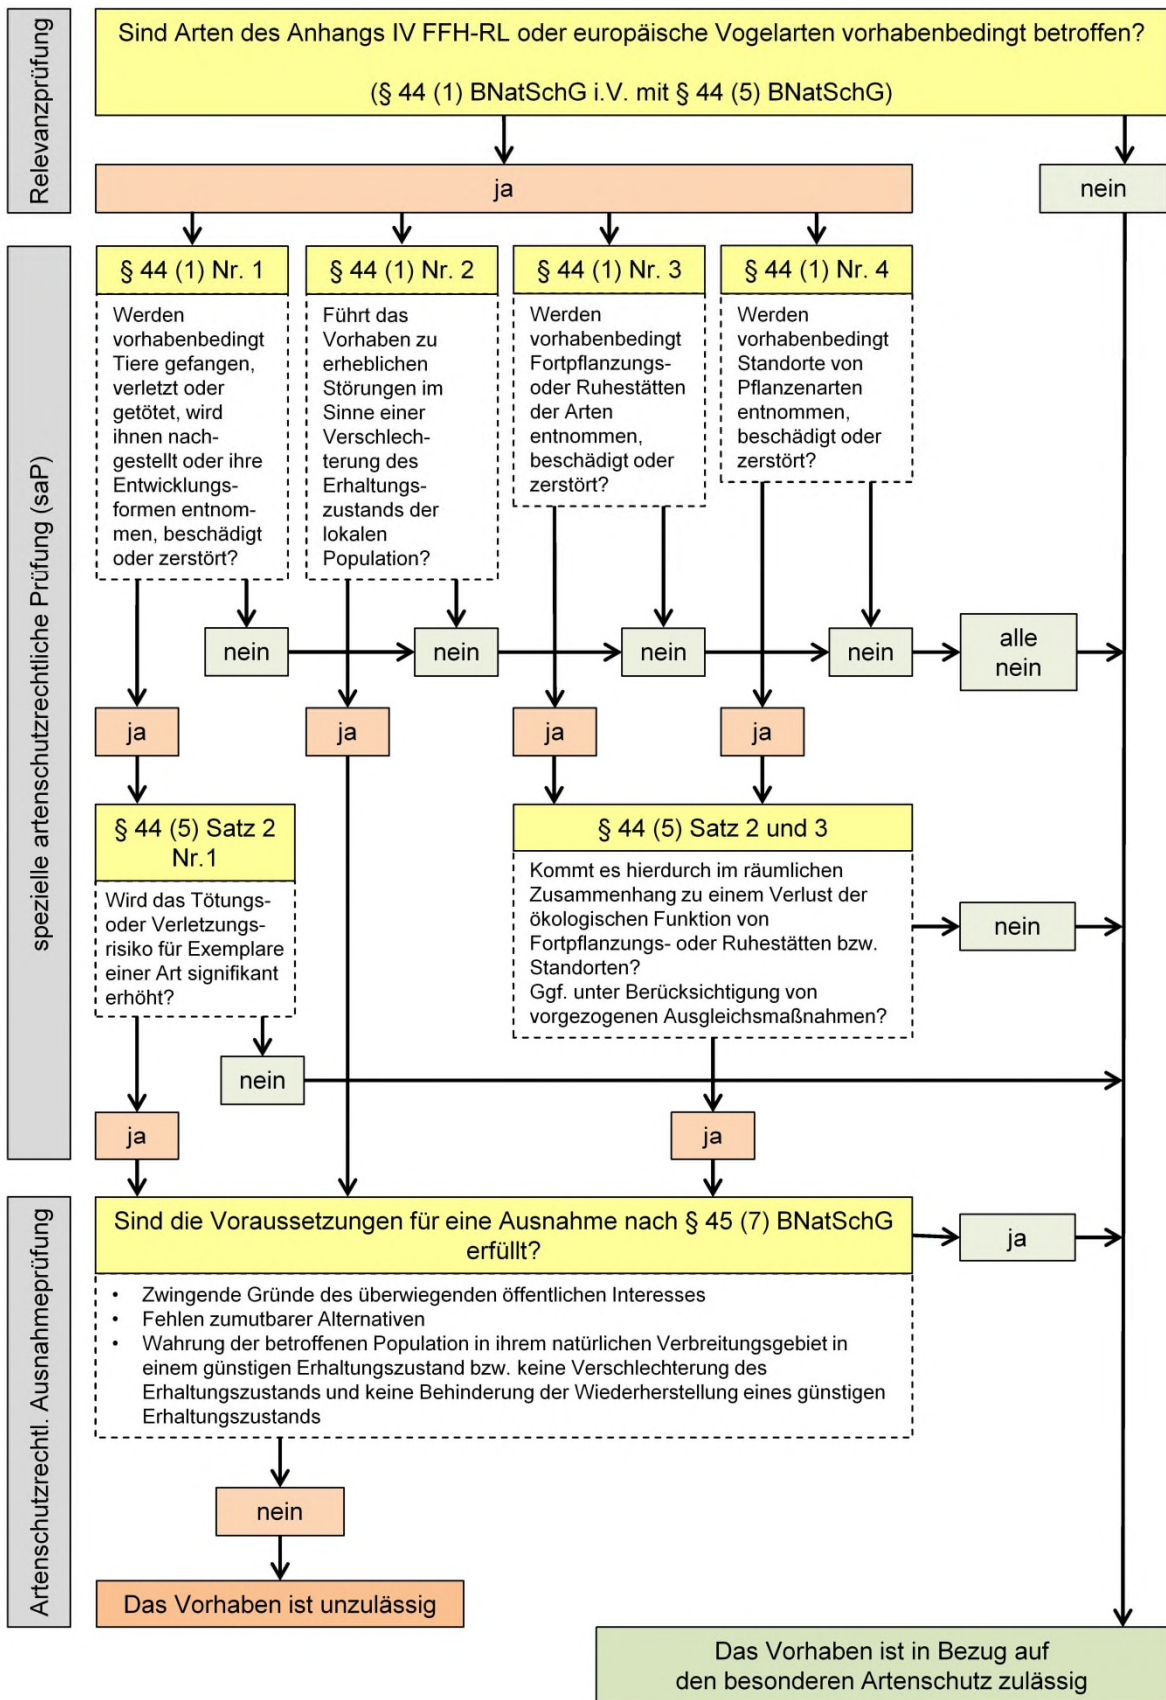 Relevanzprüfung
Sind Arten des Anhangs IV FFH-RL oder europäische Vogelarten vorhabenbedingt betroffen?
(§ 44 (1) BNatSchG i.V. mit § 44 (5) BNatSchG)
ja
nein
spezielle artenschutzrechtliche Prüfung (saP)
§ 44 (1) Nr. 1
Werden
vorhabenbedingt
Tiere gefangen,
verletzt oder
getötet, wird
ihnen nach-
gestellt oder ihre
Entwicklungs-
formen entnom-
men, beschädigt
oder zerstört?
§ 44 (1) Nr. 2
Führt das
Vorhaben zu
erheblichen
Störungen im
Sinne einer
Verschlech-
terung des
Erhaltungs-
zustands der
lokalen
Population?
§ 44 (1) Nr. 3
Werden
vorhabenbedingt
Fortpflanzungs-
oder Ruhestätten
der Arten
entnommen,
beschädigt oder
zerstört?
§ 44 (1) Nr. 4
Werden
vorhabenbedingt
Standorte von
Pflanzenarten
entnommen,
beschädigt oder
zerstört?
nein
nein
nein
nein
alle
nein
ja
ja
ja
ja
§ 44 (5) Satz 2
Nr.1
Wird das Tötungs-
oder Verletzungs-
risiko für Exemplare
einer Art signifikant
erhöht?
§ 44 (5) Satz 2 und 3
Kommt es hierdurch im räumlichen
Zusammenhang zu einem Verlust der
ökologischen Funktion von
Fortpflanzungs- oder Ruhestätten bzw.
Standorten?
Ggf. unter Berücksichtigung von
vorgezogenen Ausgleichsmaßnahmen?
nein
nein
ja
ja
Artenschutzrechtl. Ausnahmeprüfung
Sind die Voraussetzungen für eine Ausnahme nach § 45 (7) BNatSchG
erfüllt?
• Zwingende Gründe des überwiegenden öffentlichen Interesses
• Fehlen zumutbarer Alternativen
• Wahrung der betroffenen Population in ihrem natürlichen Verbreitungsgebiet in
einem günstigen Erhaltungszustand bzw. keine Verschlechterung des
Erhaltungszustands und keine Behinderung der Wiederherstellung eines günstigen
Erhaltungszustands
ja
nein
Das Vorhaben ist unzulässig
Das Vorhaben ist in Bezug auf
den besonderen Artenschutz zulässig